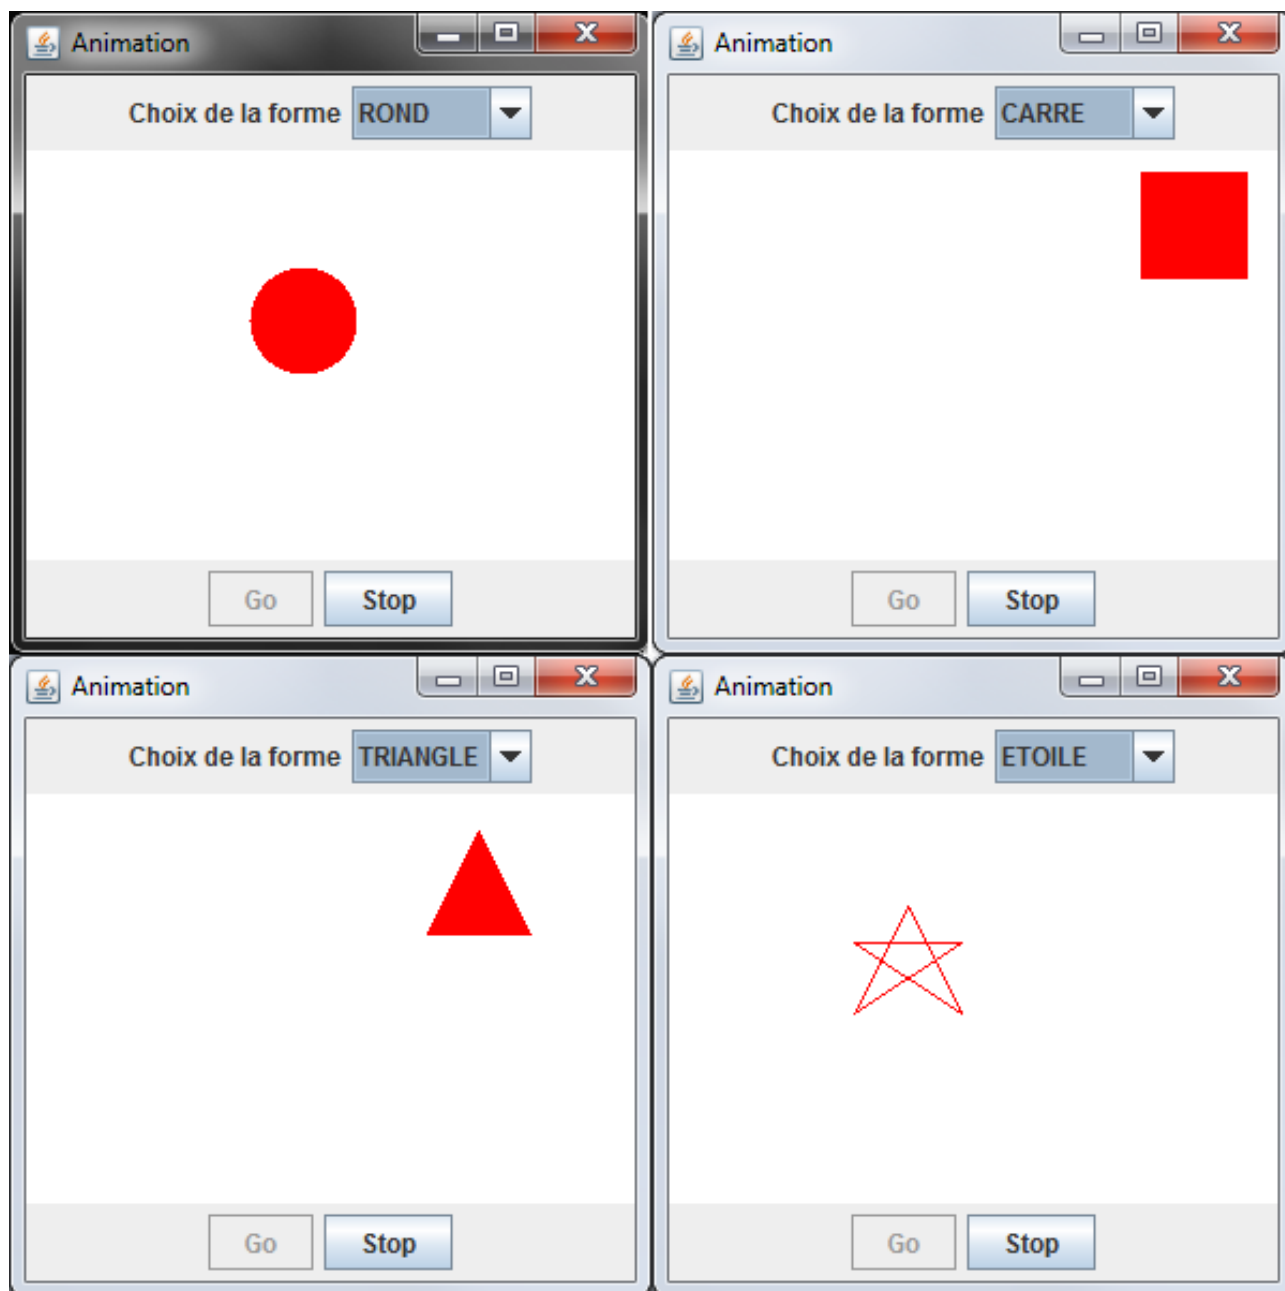 Animation
Choix de la forme ROND
Go Stop
Animation
Choix de la forme CARRE
Go Stop
Animation
Choix de la forme TRIANGLE
Go Stop
Animation
Choix de la forme ETOILE
Go Stop